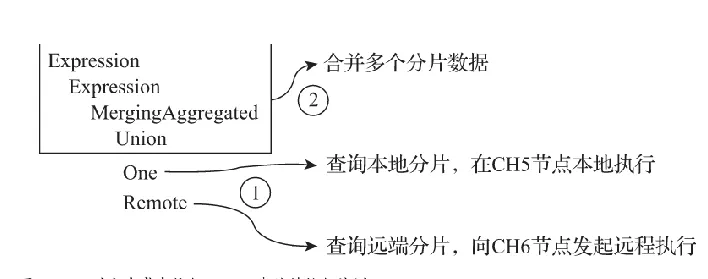 Expression
Expression
MergingAggregated
Union
One
Remote
合并多个分片数据
②
查询本地分片，在CH5节点本地执行
①
查询远端分片，向CH6节点发起远程执行